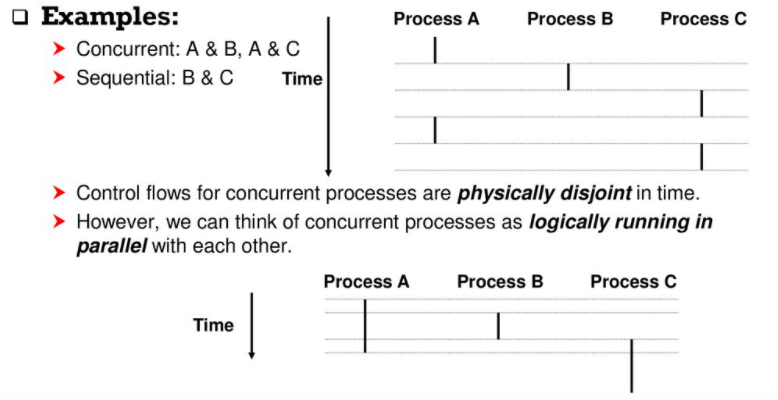 ❑ Examples:
➤ Concurrent: A & B, A & C
➤ Sequential: B & C
Time
Process A Process B Process C
➤ Control flows for concurrent processes are physically disjoint in time.
➤ However, we can think of concurrent processes as logically running in
parallel with each other.
Process A Process B Process C
Time